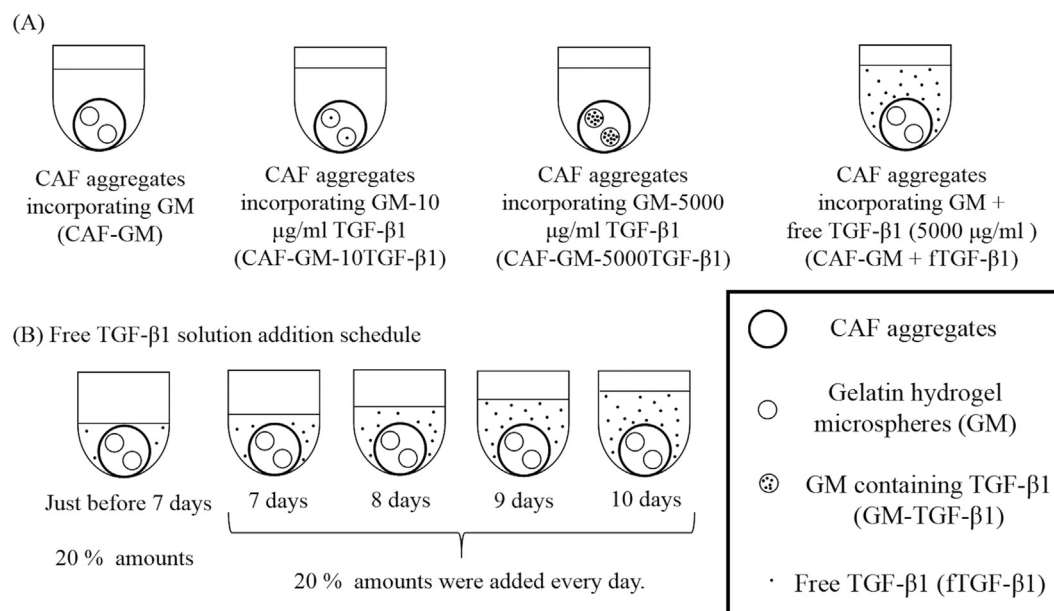 (A)
CAF aggregates
incorporating GM
(CAF-GM)
CAF aggregates
incorporating GM-10
μg/ml TGF-β1
(CAF-GM-10TGF-β1)
CAF aggregates
incorporating GM-5000
μg/ml TGF-β1
(CAF-GM-5000TGF-β1)
CAF aggregates
incorporating GM +
free TGF-β1 (5000 μg/ml )
(CAF-GM + fTGF-β1)
(B) Free TGF-β1 solution addition schedule
Just before 7 days
7 days
8 days
9 days
10 days
20 % amounts
20 % amounts were added every day.
CAF aggregates
Gelatin hydrogel
microspheres (GM)
GM containing TGF-β1
(GM-TGF-β1)
Free TGF-β1 (fTGF-β1)